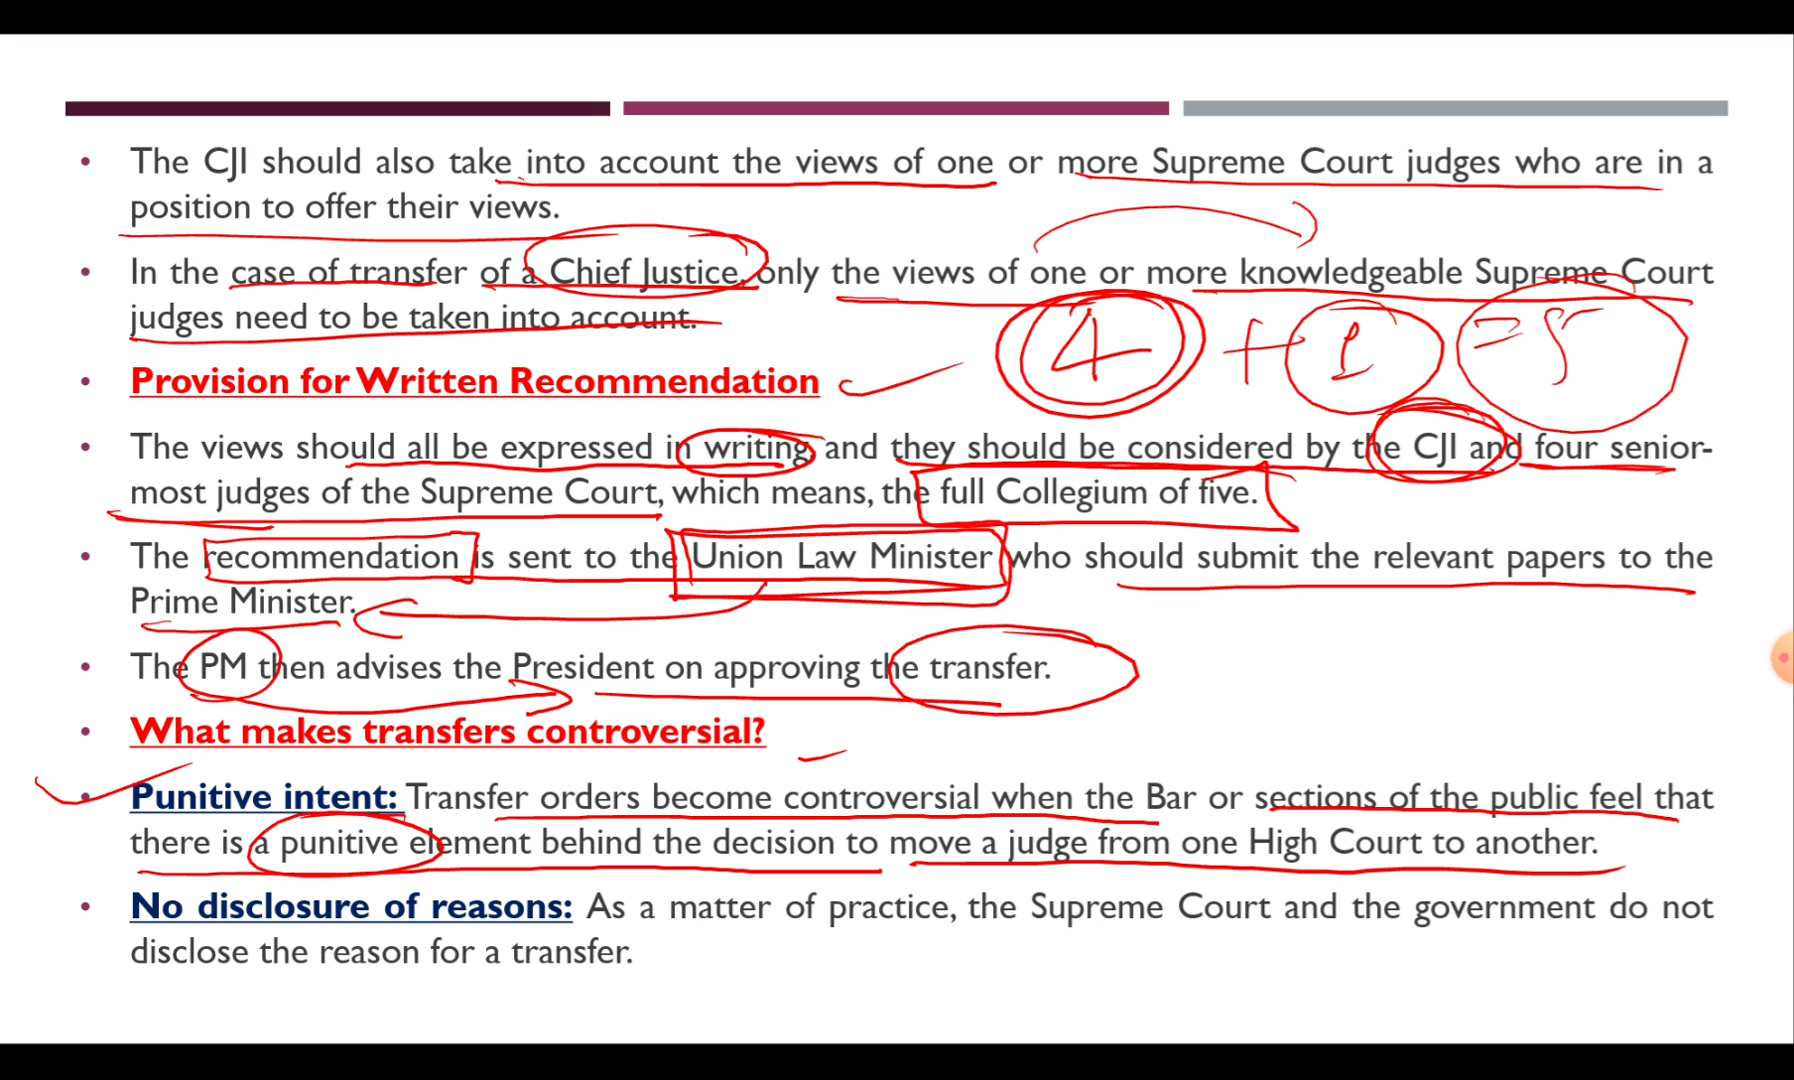 • The CJI should also take into account the views of one or more Supreme Court judges who are in a
position to offer their views.
• In the case of transfer of a Chief Justice, only the views of one or more knowledgeable Supreme Court
judges need to be taken into account.
4 + 1 = 5
• Provision for Written Recommendation
• The views should all be expressed in writing and they should be considered by the CJI and four senior-
most judges of the Supreme Court, which means, the full Collegium of five.
• The recommendation is sent to the Union Law Minister who should submit the relevant papers to the
Prime Minister.
• The PM then advises the President on approving the transfer.
• What makes transfers controversial?
• Punitive intent: Transfer orders become controversial when the Bar or sections of the public feel that
there is a punitive element behind the decision to move a judge from one High Court to another.
• No disclosure of reasons: As a matter of practice, the Supreme Court and the government do not
disclose the reason for a transfer.